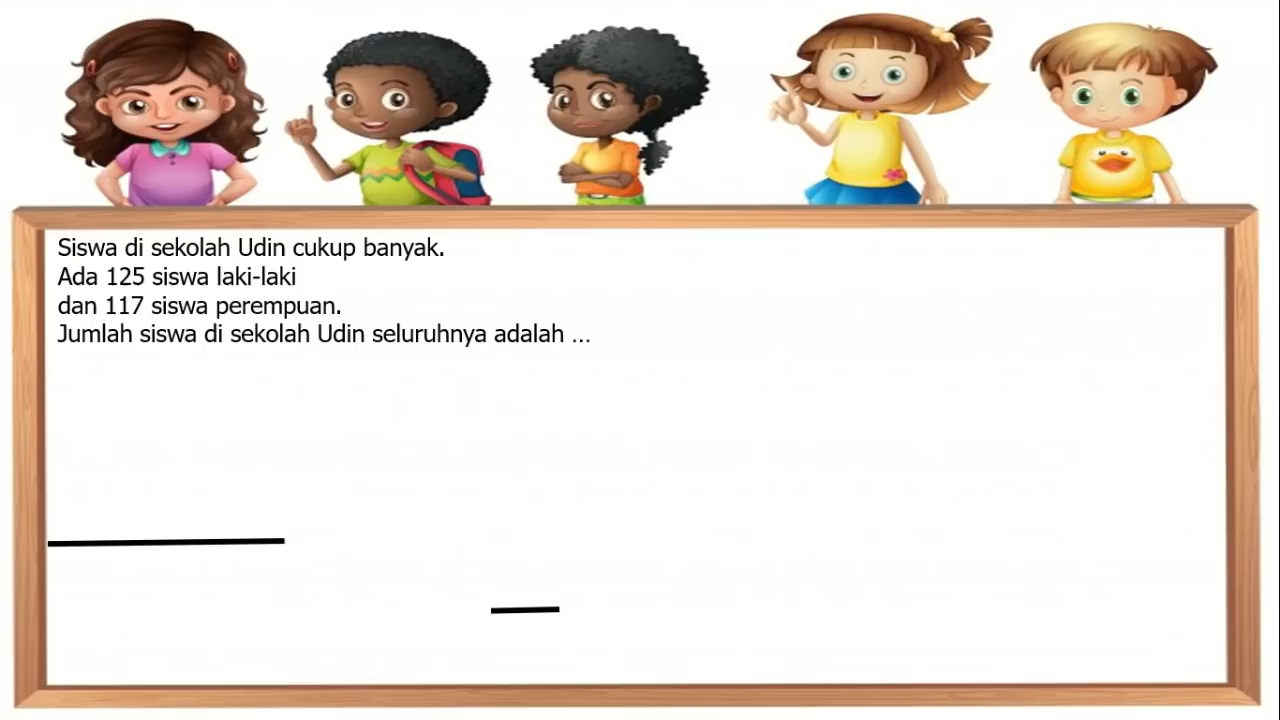 Siswa di sekolah Udin cukup banyak.
Ada 125 siswa laki-laki
dan 117 siswa perempuan.
Jumlah siswa di sekolah Udin seluruhnya adalah ...